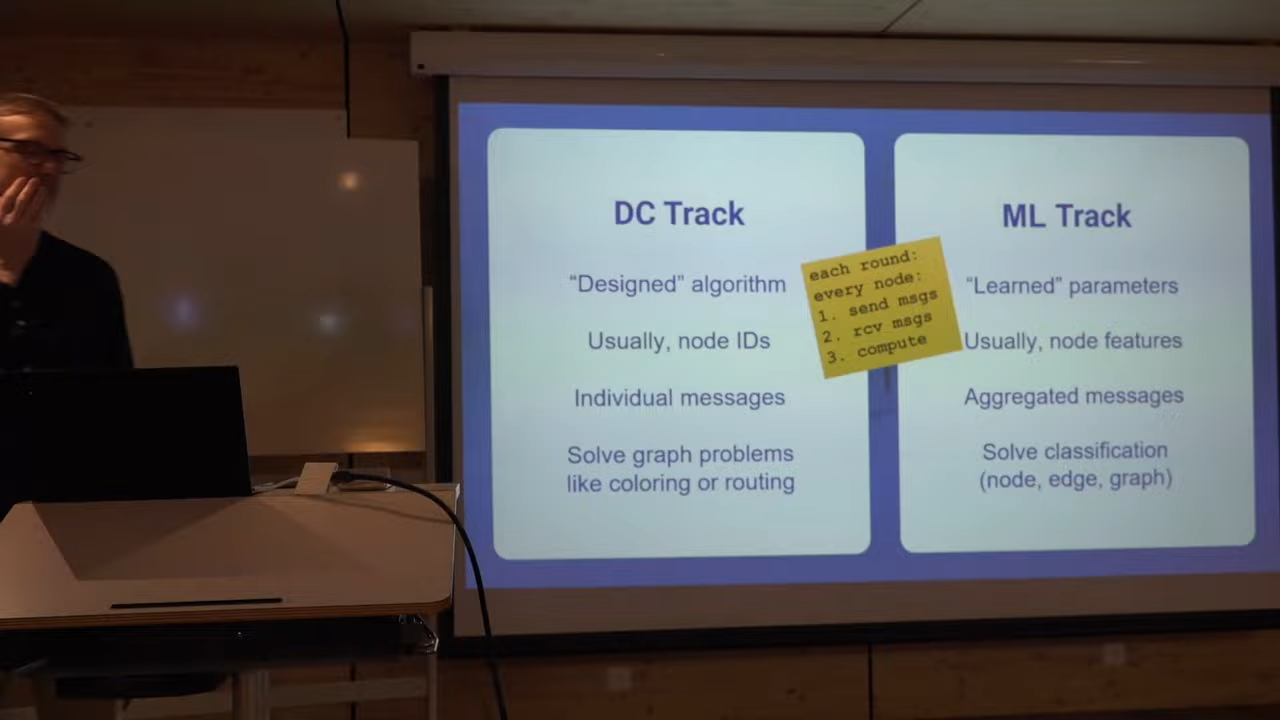 DC Track
“Designed” algorithm
Usually, node IDs
Individual messages
Solve graph problems
like coloring or routing
each round:
every node:
1. send msgs
2. rcv msgs
3. compute
ML Track
“Learned” parameters
Usually, node features
Aggregated messages
Solve classification
(node, edge, graph)